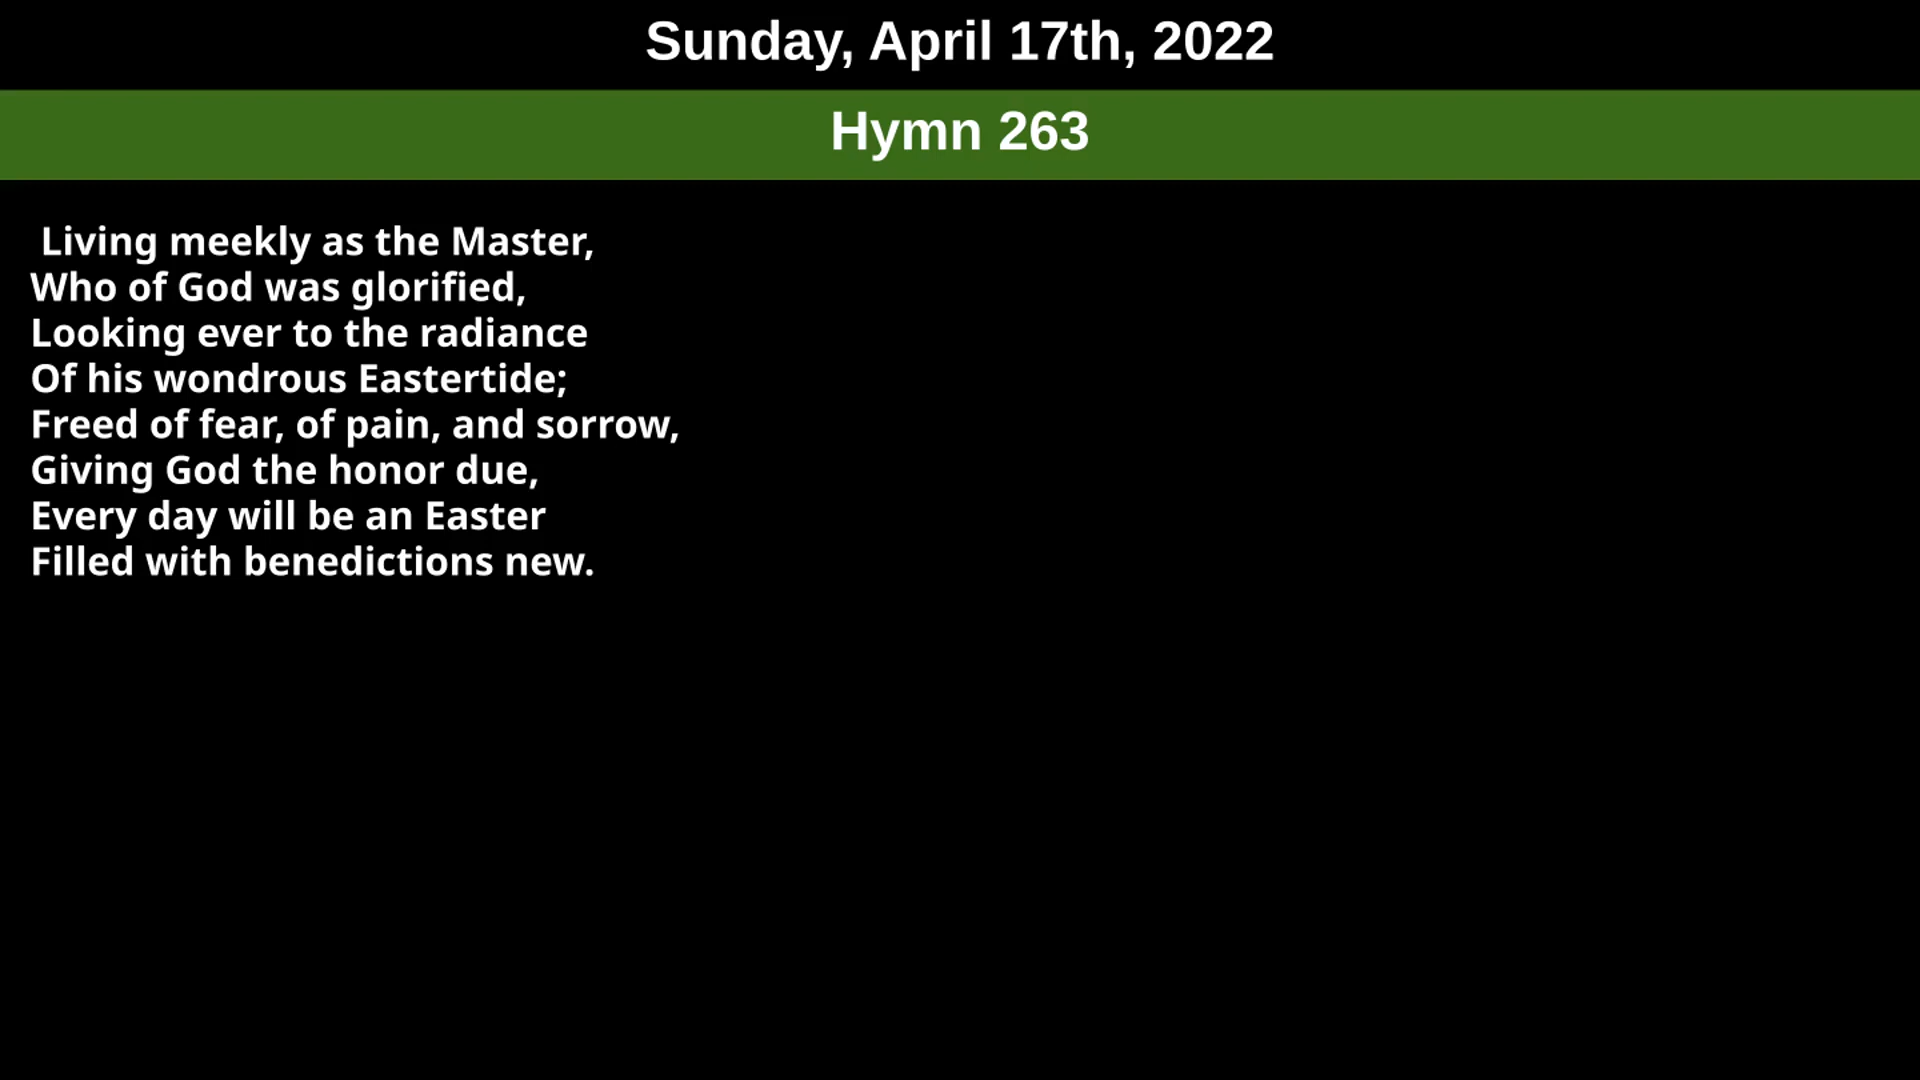 Sunday, April 17th, 2022
Hymn 263
Living meekly as the Master,
Who of God was glorified,
Looking ever to the radiance
Of his wondrous Eastertide;
Freed of fear, of pain, and sorrow,
Giving God the honor due,
Every day will be an Easter
Filled with benedictions new.